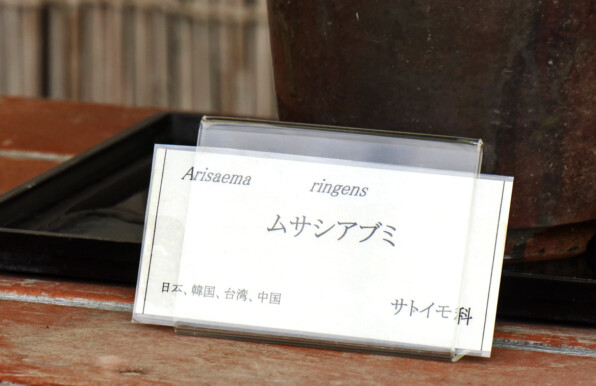 Arisaema ringens
ムサシアブミ
日本、韓国、台湾、中国
サトイモ科